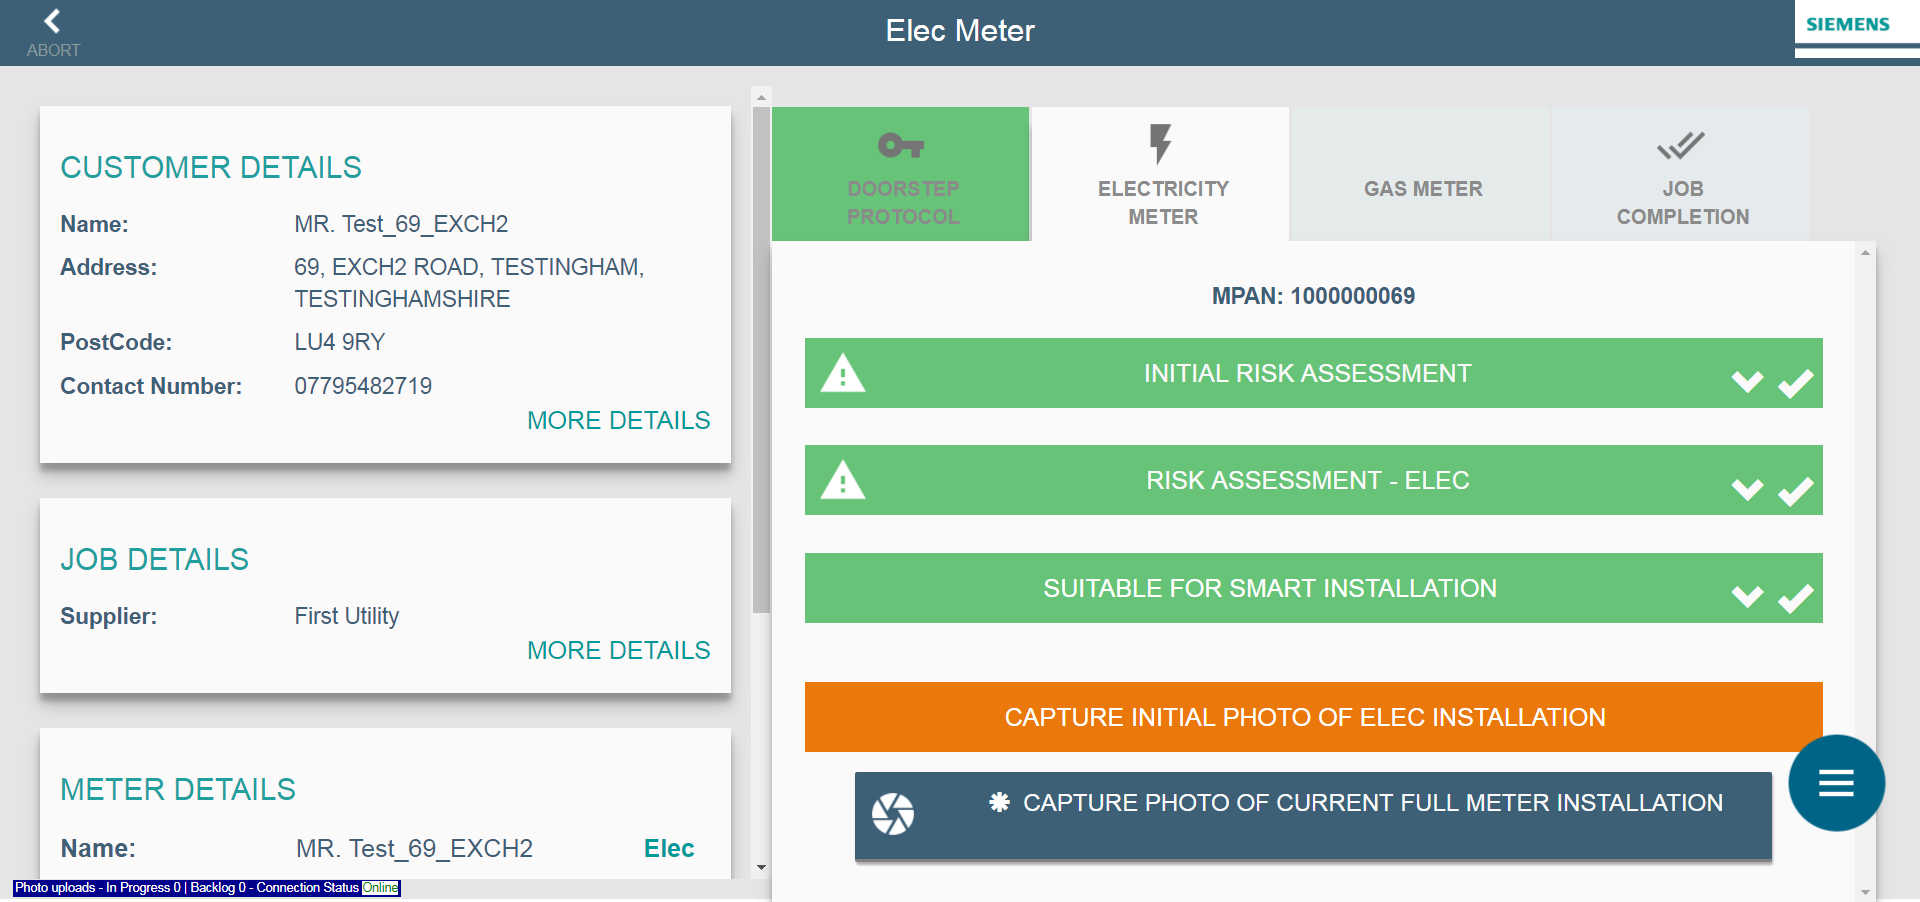 ABORT
Elec Meter
SIEMENS
CUSTOMER DETAILS
Name: MR. Test_69_EXCH2
Address: 69, EXCH2 ROAD, TESTINGHAM,
TESTINGHAMSHIRE
PostCode: LU4 9RY
Contact Number: 07795482719
MORE DETAILS
JOB DETAILS
Supplier: First Utility
MORE DETAILS
METER DETAILS
Name: MR. Test_69_EXCH2 Elec
Photo uploads - In Progress 0 | Backlog 0 - Connection Status Online
DOORSTEP
PROTOCOL
ELECTRICITY
METER
GAS METER
JOB
COMPLETION
MPAN: 1000000069
INITIAL RISK ASSESSMENT
RISK ASSESSMENT - ELEC
SUITABLE FOR SMART INSTALLATION
CAPTURE INITIAL PHOTO OF ELEC INSTALLATION
✱ CAPTURE PHOTO OF CURRENT FULL METER INSTALLATION